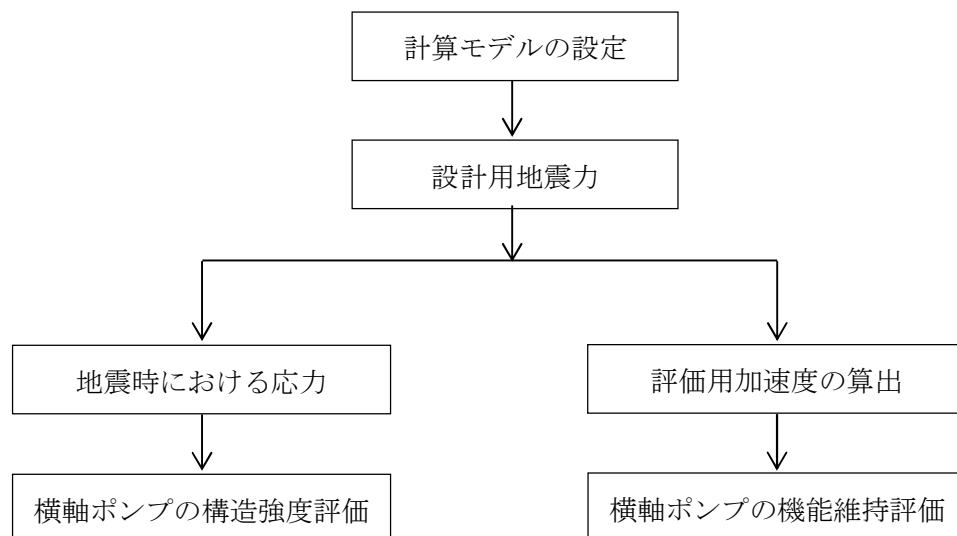 計算モデルの設定
設計用地震力
地震時における応力
評価用加速度の算出
横軸ポンプの構造強度評価
横軸ポンプの機能維持評価